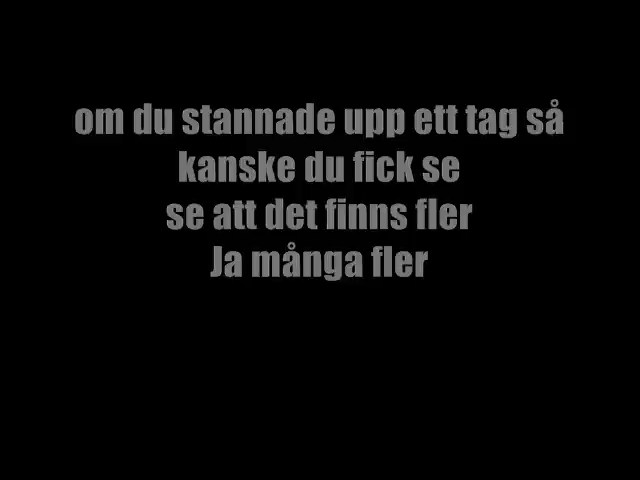 om du stannade upp ett tag så
kanske du fick se
se att det finns fler
Ja många fler